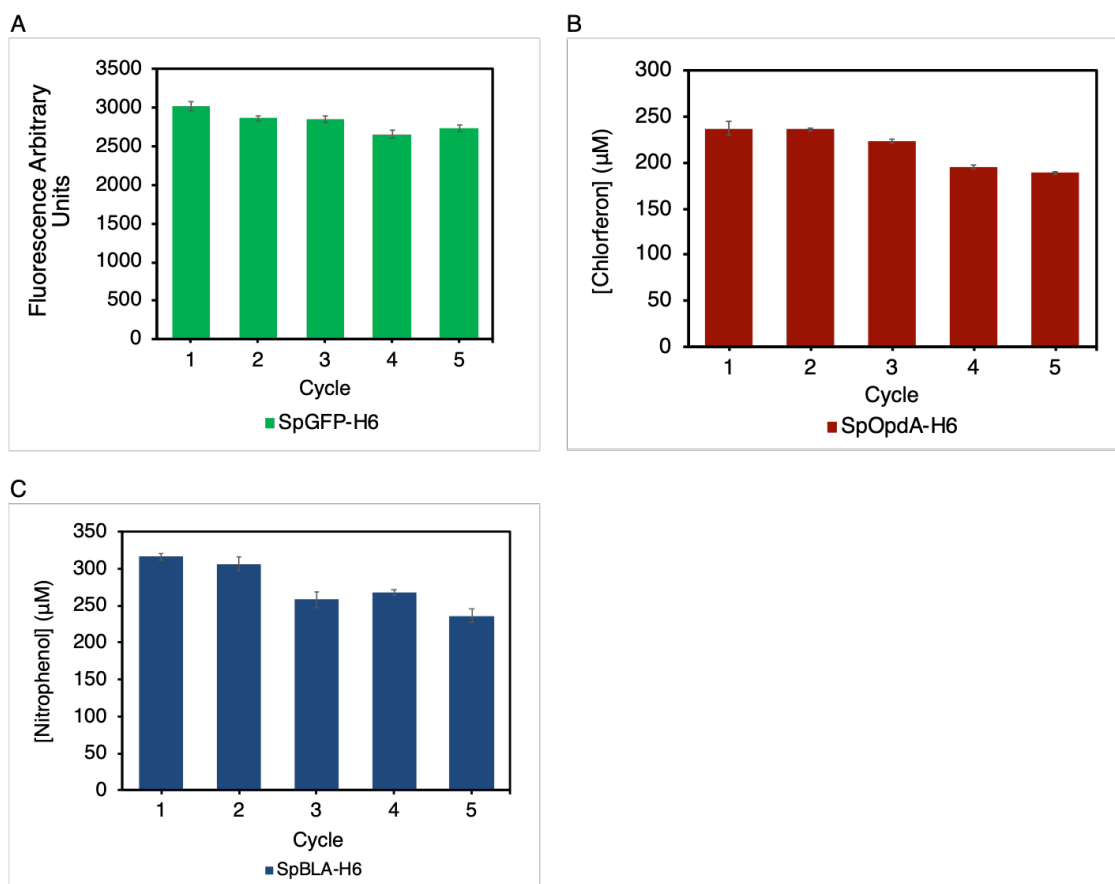 A
Fluorescence Arbitrary
Units
3500
3000
2500
2000
1500
1000
500
0
1 2 3 4 5
Cycle
SpGFP-H6
B
[Chlorferon] (µM)
300
250
200
150
100
50
0
1 2 3 4 5
Cycle
SpOpdA-H6
C
[Nitrophenol] (µM)
350
300
250
200
150
100
50
0
1 2 3 4 5
Cycle
SpBLA-H6